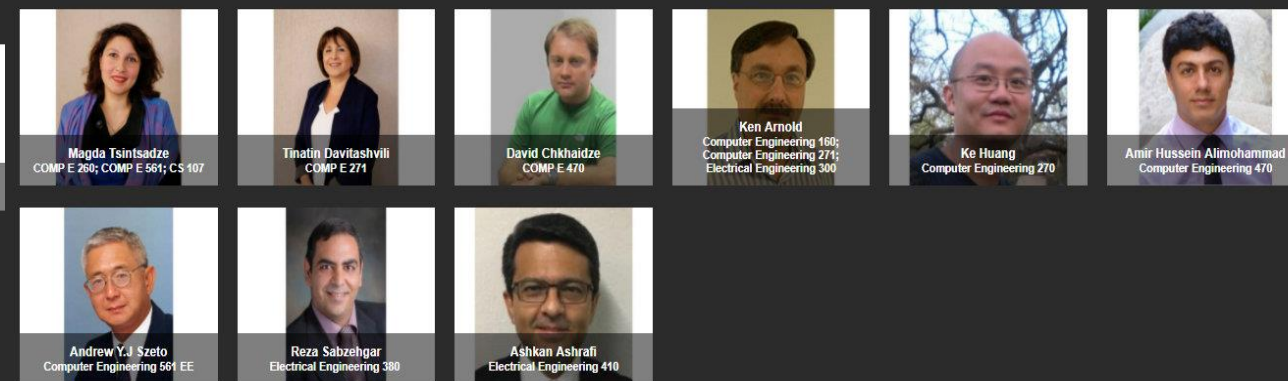 Magda Tsintsadze
COMP E 260; COMP E 561; CS 107
Tinatin Davitashvili
COMP E 271
David Chkhaidze
COMP E 470
Ken Arnold
Computer Engineering 160;
Computer Engineering 271;
Electrical Engineering 300
Ke Huang
Computer Engineering 270
Amir Hussein Alimohammad
Computer Engineering 470
Andrew Y.J Szeto
Computer Engineering 561 EE
Reza Sabzehgar
Electrical Engineering 380
Ashkan Ashrafi
Electrical Engineering 410